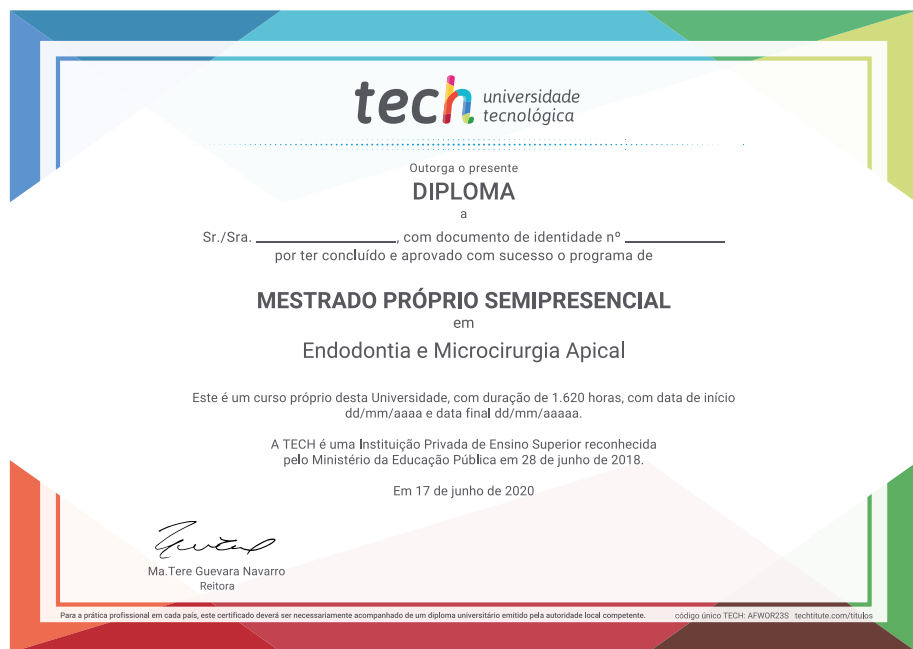 tech universidade
tecnológica
Outorga o presente
DIPLOMA
a
Sr./Sra. ____________, com documento de identidade nº ____________
por ter concluído e aprovado com sucesso o programa de
MESTRADO PRÓPRIO SEMIPRESENCIAL
em
Endodontia e Microcirurgia Apical
Este é um curso próprio desta Universidade, com duração de 1.620 horas, com data de início
dd/mm/aaaa e data final dd/mm/aaaaa.
A TECH é uma Instituição Privada de Ensino Superior reconhecida
pelo Ministério da Educação Pública em 28 de junho de 2018.
Em 17 de junho de 2020
Ma.Tere Guevara Navarro
Reitora
Para a prática profissional em cada país, este certificado deverá ser necessariamente acompanhado de um diploma universitário emitido pela autoridade local competente. código único TECH: AFWOR23S techtitute.com/titulos